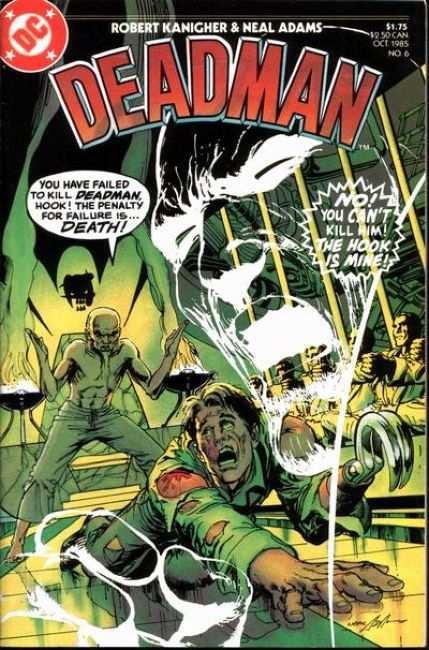 DC
ROBERT KANIGHER & NEAL ADAMS
$1.75
$2.50 CAN.
OCT. 1985
NO. 6
DEADMAN
TM
YOU HAVE FAILED
TO KILL DEADMAN,
HOOK! THE PENALTY
FOR FAILURE IS...
DEATH!
NO!
YOU CAN'T
KILL HIM!
THE HOOK
IS MINE!